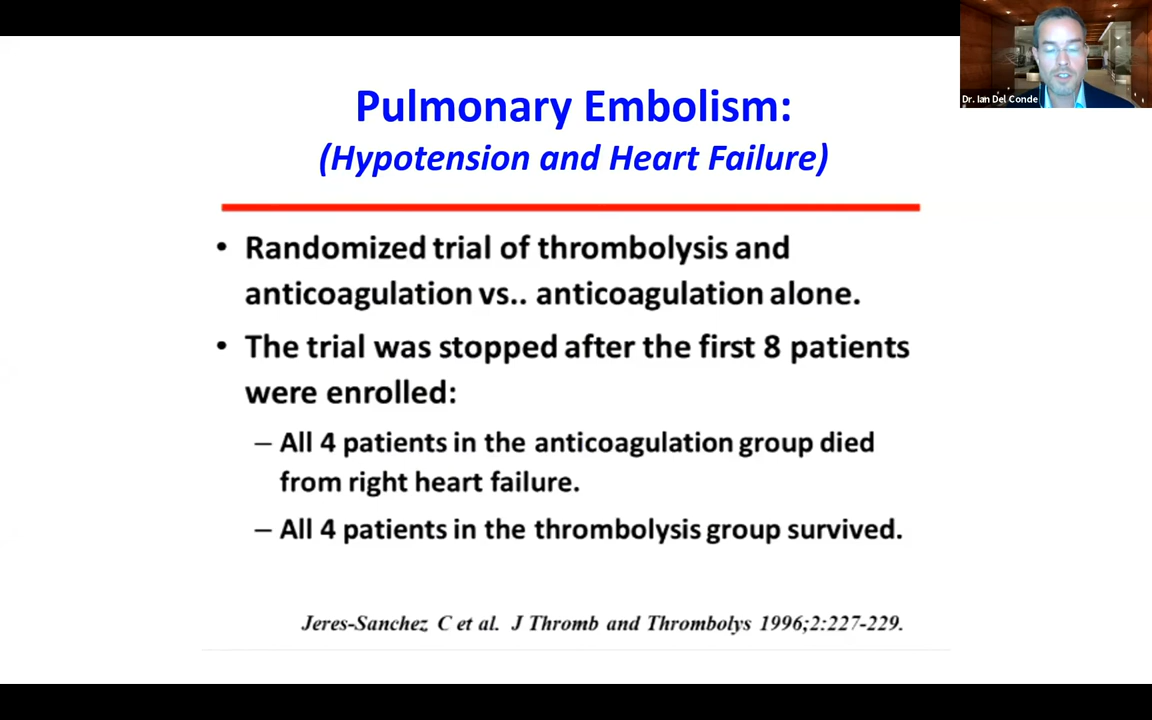 Dr. Ian Del Conde
Pulmonary Embolism:
(Hypotension and Heart Failure)
• Randomized trial of thrombolysis and
anticoagulation vs.. anticoagulation alone.
• The trial was stopped after the first 8 patients
were enrolled:
– All 4 patients in the anticoagulation group died
from right heart failure.
– All 4 patients in the thrombolysis group survived.
Jeres-Sanchez C et al. J Thromb and Thrombolys 1996;2:227-229.